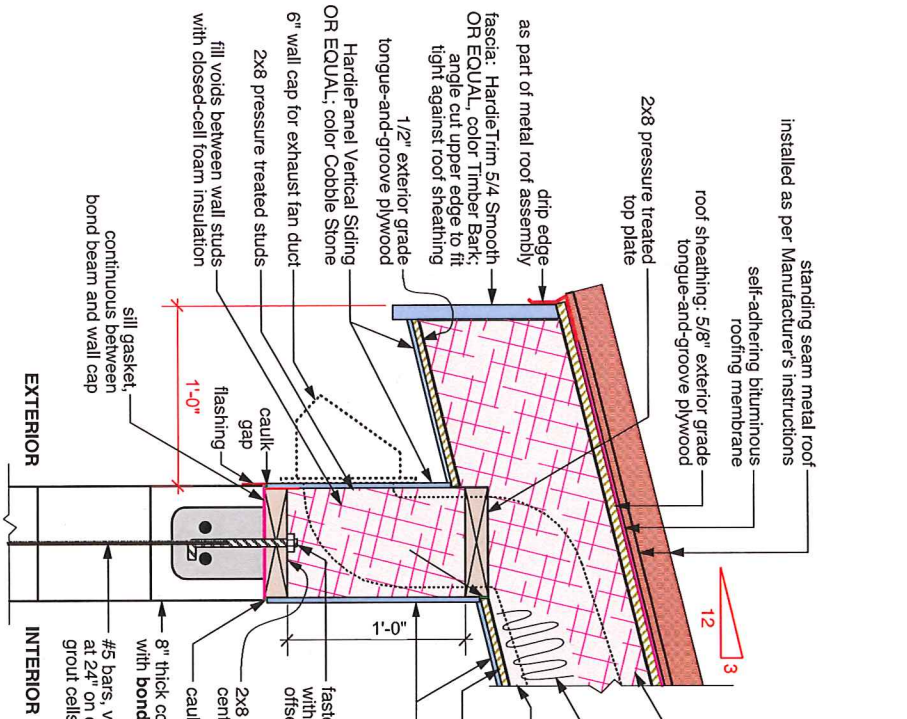 standing seam metal roof
installed as per Manufacturer's instructions
self-adhering bituminous
roofing membrane
roof sheathing: 5/8" exterior grade
tongue-and-groove plywood
2x8 pressure treated
top plate
drip edge
as part of metal roof assembly
fascia: HardieTrim 5/4 Smooth
OR EQUAL, color Timber Bark;
angle cut upper edge to fit
tight against roof sheathing
1/2" exterior grade
tongue-and-groove plywood
HardiePanel Vertical Siding
OR EQUAL; color Cobble Stone
6" wall cap for exhaust fan duct
2x8 pressure treated studs
fill voids between wall studs
with closed-cell foam insulation
caulk
gap
flashing
sill gasket,
continuous between
bond beam and wall cap
12
3
1'-0"
1'-0"
EXTERIOR
INTERIOR
with
2x8
8" thick
with bond
#5 bars,
at 24" on
grout cells